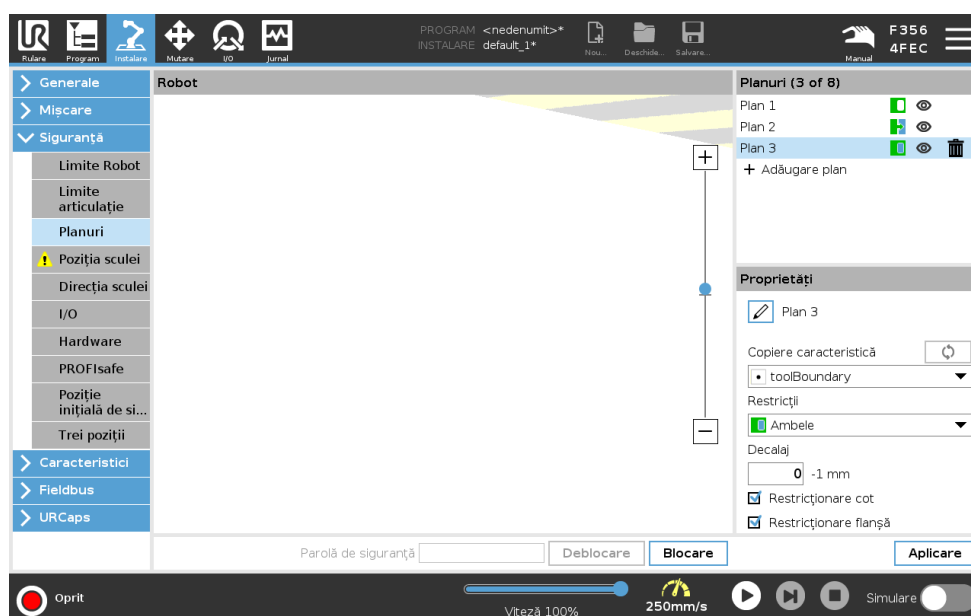 PROGRAM <nedenumit>*
INSTALARE default_1*
Rulare
Program
Instalare
Mutare
I/O
Jurnal
Nou...
Deschide...
Salvare...
Manual
F356
4FEC
Generale
Mișcare
Siguranță
Limite Robot
Limite
articulație
Planuri
Poziția sculei
Direcția sculei
I/O
Hardware
PROFIsafe
Poziție
inițială de si...
Trei poziții
Caracteristici
Fieldbus
URCaps
Robot
Planuri (3 of 8)
Plan 1
Plan 2
Plan 3
Adăugare plan
Proprietăți
Plan 3
Copiere caracteristică
toolBoundary
Restricții
Ambele
Decalaj
0 -1 mm
Restricționare cot
Restricționare flanșă
Parolă de siguranță
Deblocare
Blocare
Aplicare
Oprit
Viteză 100%
250mm/s
Simulare